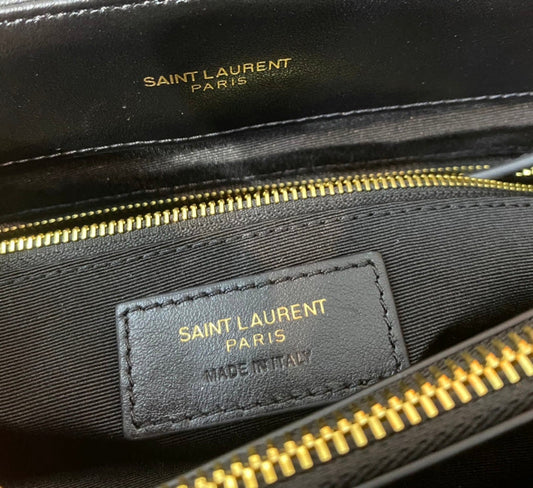 SAINT LAURENT
PARIS
SAINT LAURENT
PARIS
MADE IN ITALY